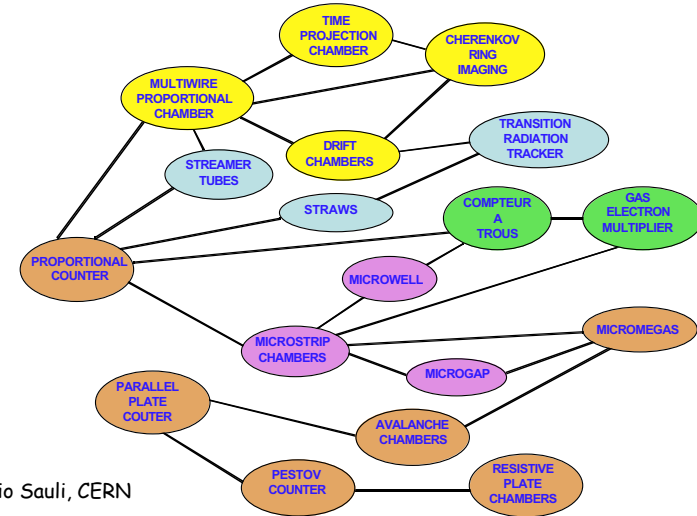 TIME
PROJECTION
CHAMBER
CHERENKOV
RING
IMAGING
MULTIWIRE
PROPORTIONAL
CHAMBER
DRIFT
CHAMBERS
TRANSITION
RADIATION
TRACKER
STREAMER
TUBES
STRAWS
COMPTEUR
A
TROUS
GAS
ELECTRON
MULTIPLIER
PROPORTIONAL
COUNTER
MICROWELL
MICROSTRIP
CHAMBERS
MICROMEGAS
MICROGAP
PARALLEL
PLATE
COUTER
AVALANCHE
CHAMBERS
PESTOV
COUNTER
RESISTIVE
PLATE
CHAMBERS
io Sauli, CERN